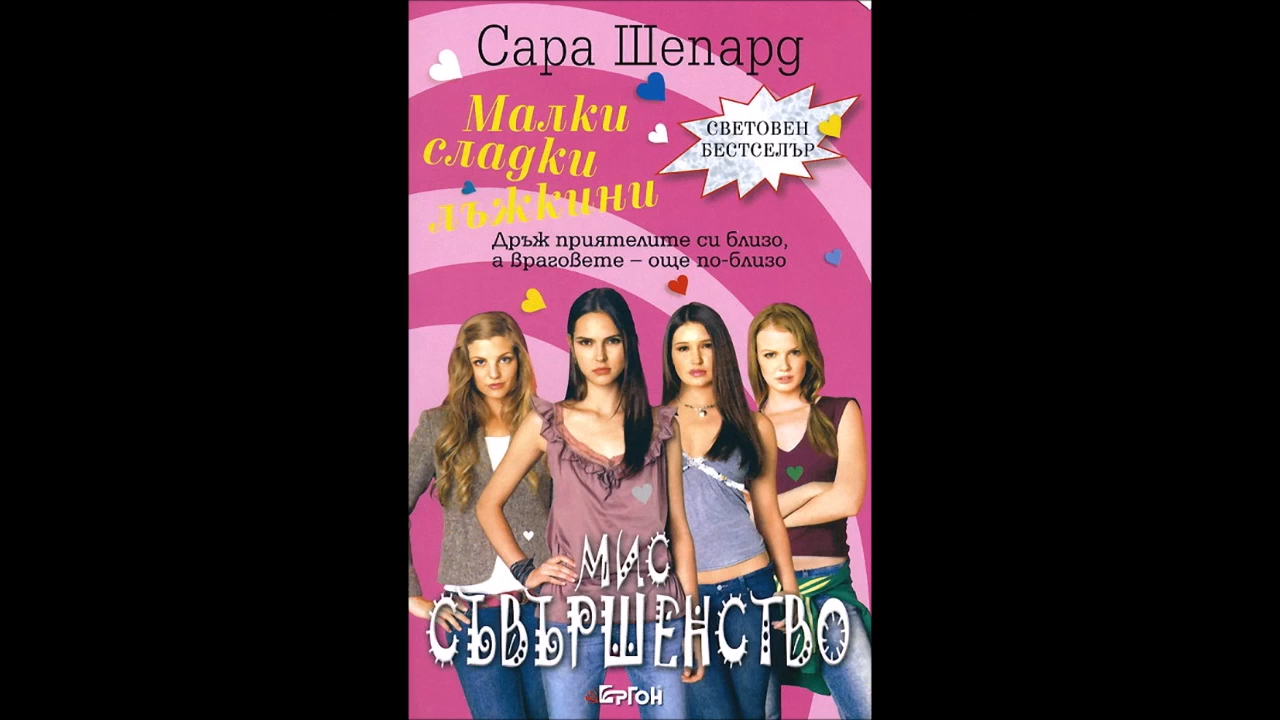 Сара Шепард
Малки
сладки
лъжкини
СВЕТОВЕН
БЕСТСЕЛЪР
Дръж приятелите си близо,
а враговете – още по-близо
МИС
СЪВЪРШЕНСТВО
ЕРГОН